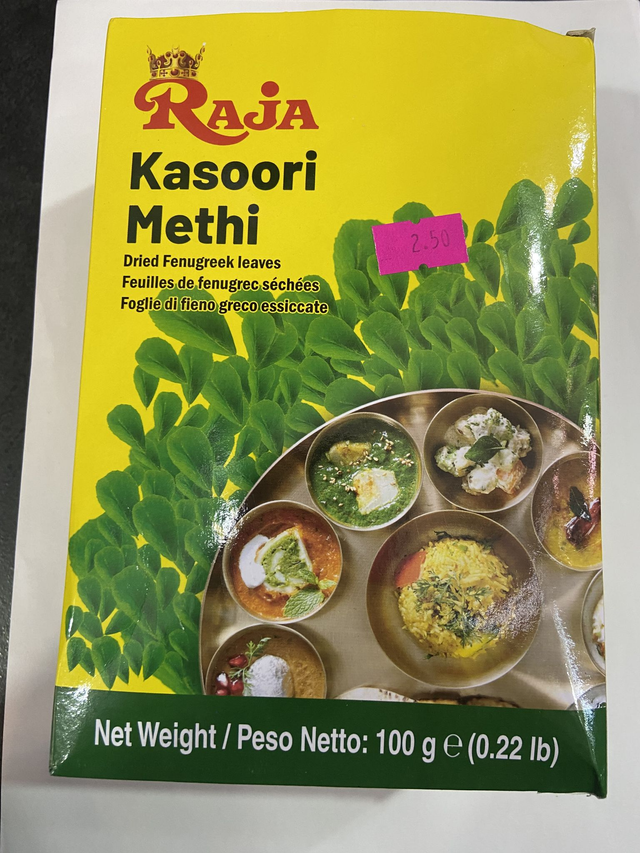 RAJA
Kasoori
Methi
Dried Fenugreek leaves
Feuilles de fenugrec séchées
Foglie di fieno greco essiccate
2.50
Net Weight / Peso Netto: 100 g ℮ (0.22 lb)